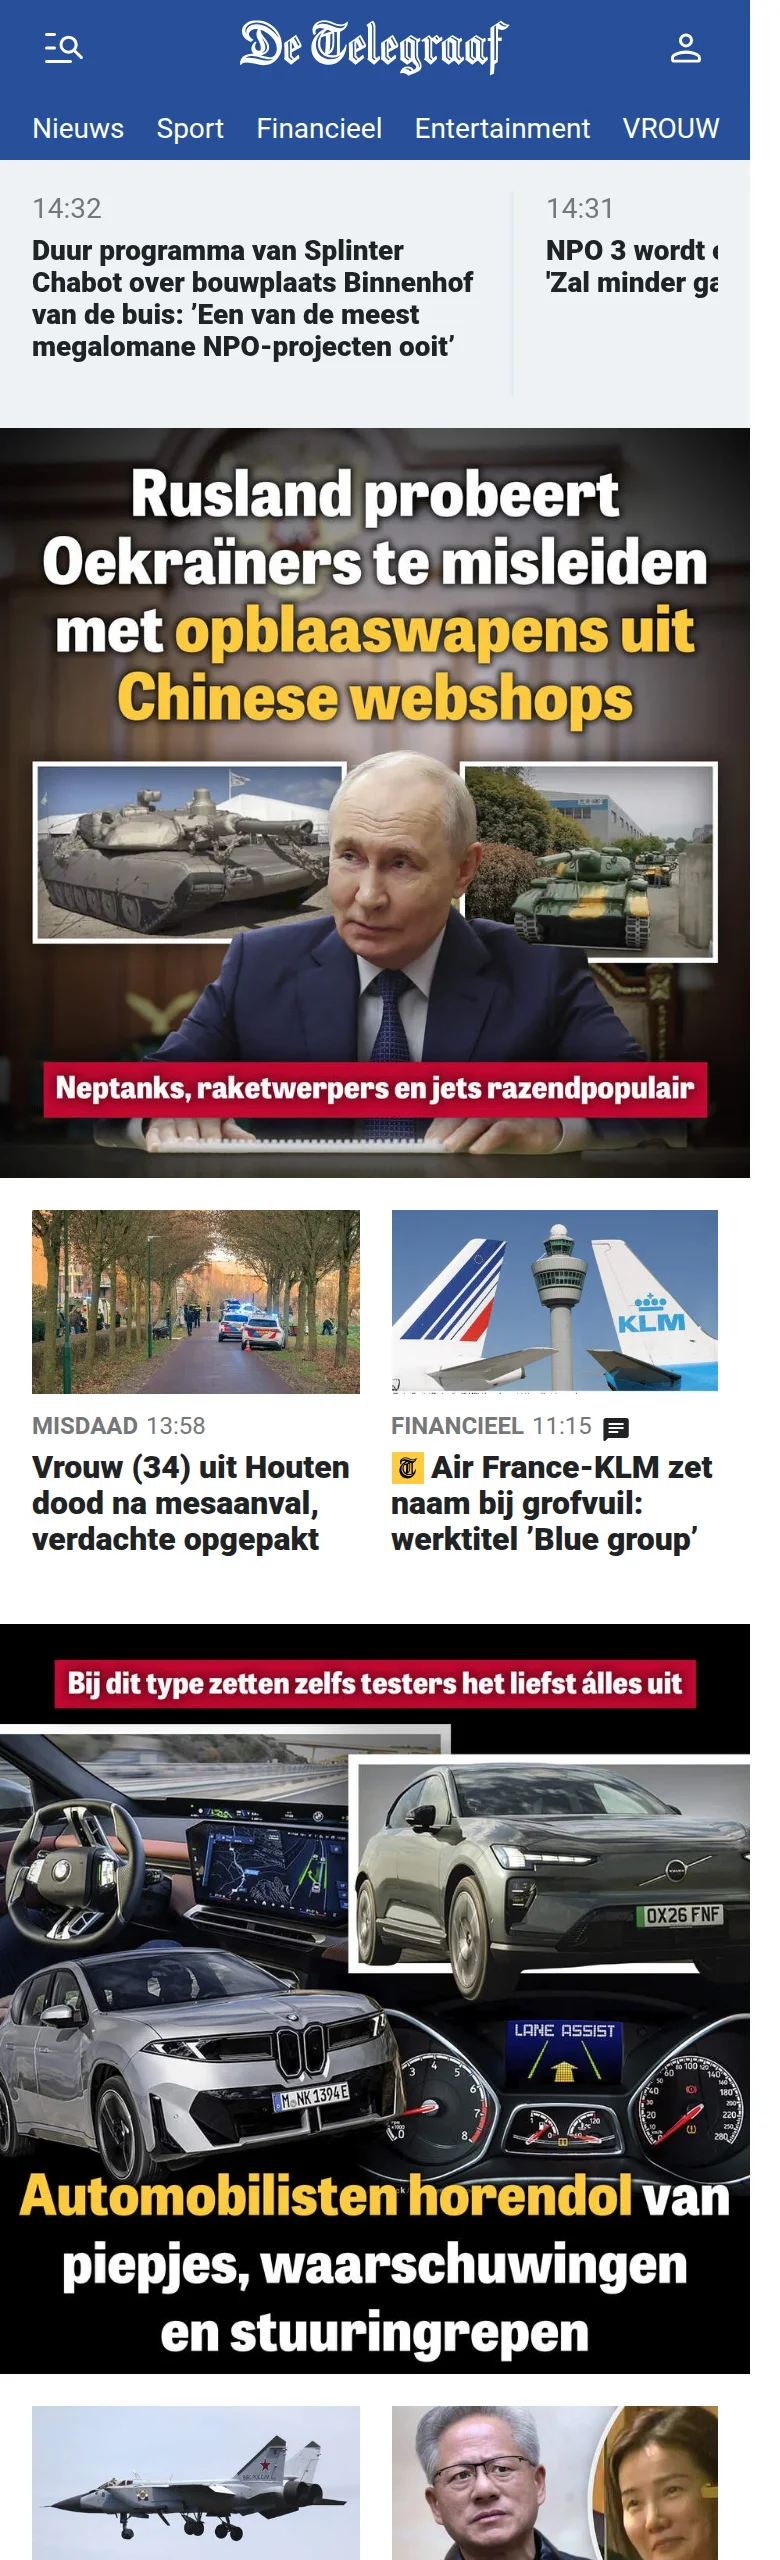 De Telegraaf
Nieuws Sport Financieel Entertainment VROUW
14:32
Duur programma van Splinter
Chabot over bouwplaats Binnenhof
van de buis: ’Een van de meest
megalomane NPO-projecten ooit’
14:31
NPO 3 wordt
'Zal minder ga
Rusland probeert
Oekraïners te misleiden
met opblaaswapens uit
Chinese webshops
Neptanks, raketwerpers en jets razendpopulair
KLM
MISDAAD 13:58
Vrouw (34) uit Houten
dood na mesaanval,
verdachte opgepakt
FINANCIEEL 11:15
Air France-KLM zet
naam bij grofvuil:
werktitel ’Blue group’
Bij dit type zetten zelfs testers het liefst álles uit
OX26 FNF
LANE ASSIST
M NK 1394E
Automobilisten horendol van
piepjes, waarschuwingen
en stuuringrepen